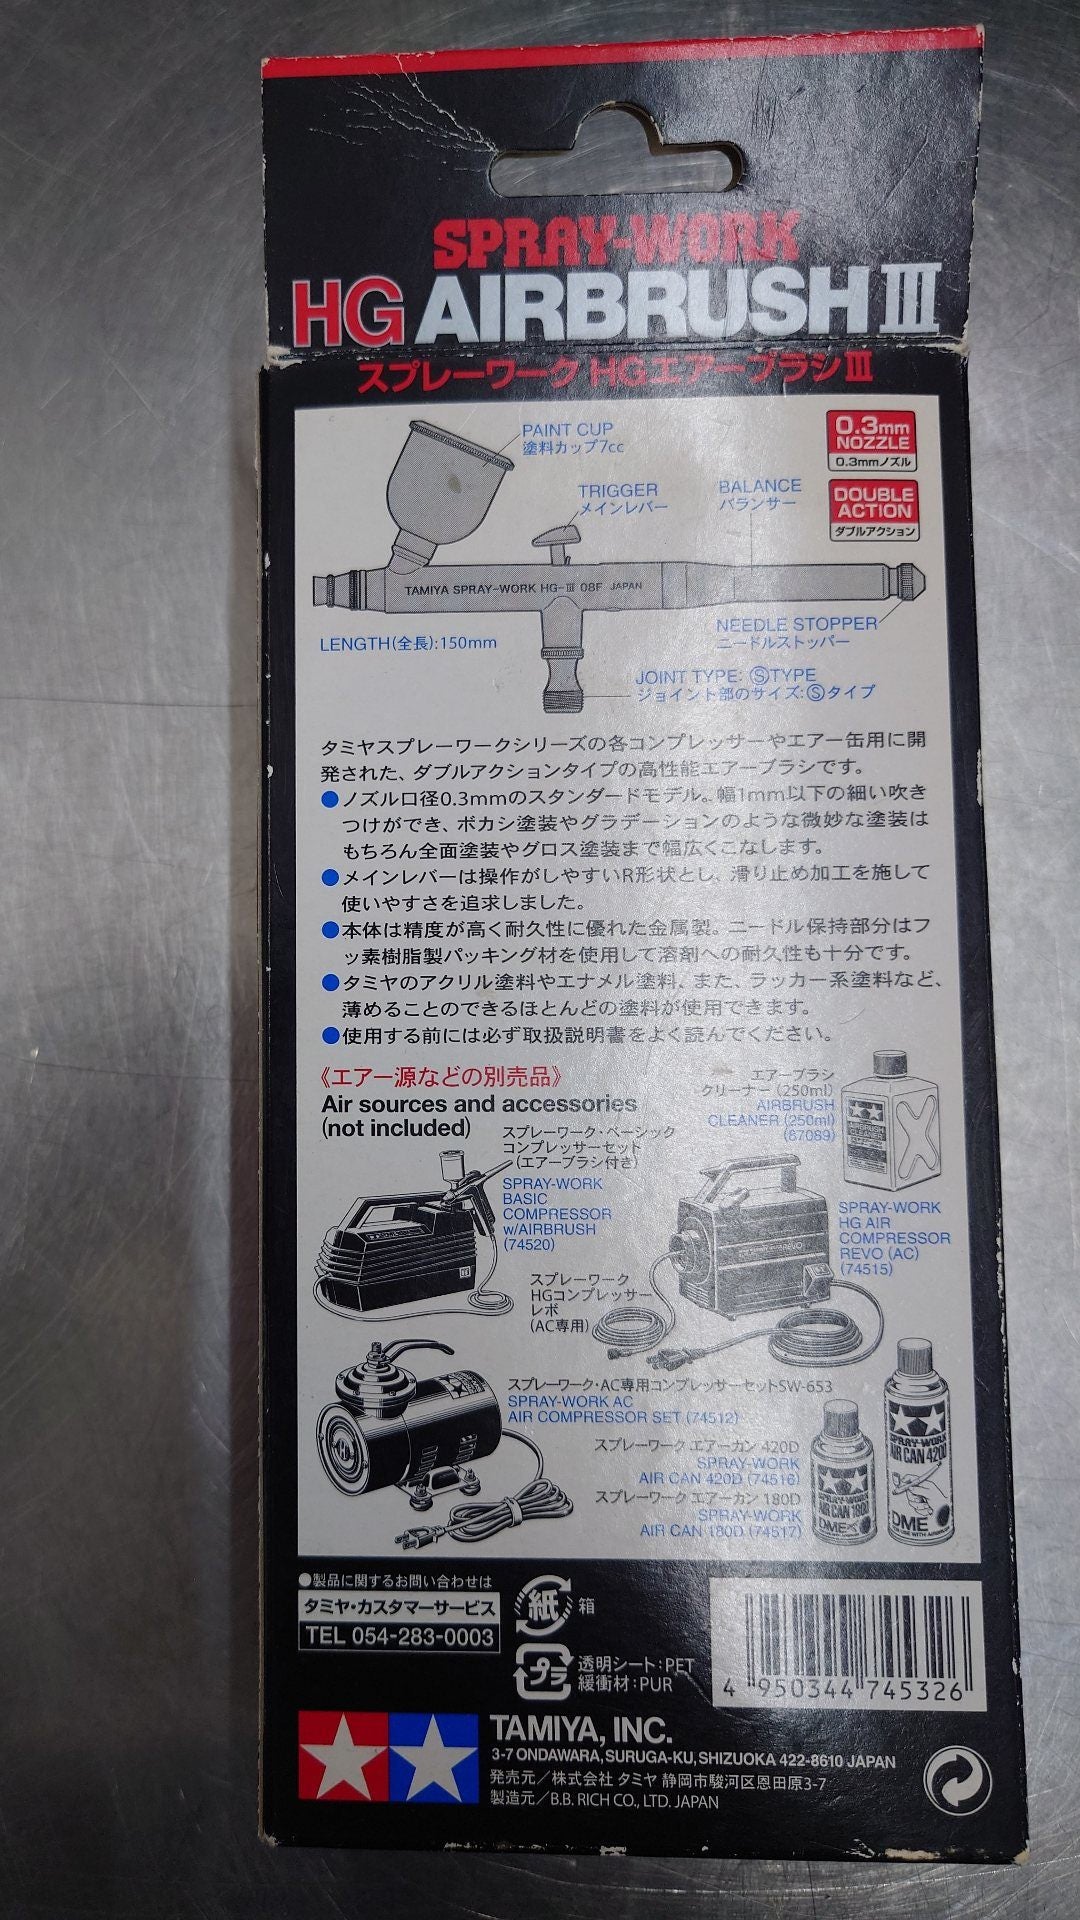 SPRAY-WORK
HG AIRBRUSH III
スプレーワーク HGエアーブラシIII
PAINT CUP
塗料カップ7cc
TRIGGER
メインレバー
BALANCE
バランサー
0.3mm
NOZZLE
0.3mmノズル
DOUBLE
ACTION
ダブルアクション
TAMIYA SPRAY-WORK HG-III 08F JAPAN
LENGTH(全長):150mm
NEEDLE STOPPER
ニードルストッパー
JOINT TYPE: ⓈTYPE
ジョイント部のサイズ:Ⓢタイプ
タミヤスプレーワークシリーズの各コンプレッサーやエアー缶用に開
発された、ダブルアクションタイプの高性能エアーブラシです。
●ノズル口径0.3mmのスタンダードモデル。幅1mm以下の細い吹き
つけができ、ボカシ塗装やグラデーションのような微妙な塗装は
もちろん全面塗装やグロス塗装まで幅広くこなします。
●メインレバーは操作がしやすいR形状とし、滑り止め加工を施して
使いやすさを追求しました。
●本体は精度が高く耐久性に優れた金属製。ニードル保持部分はフ
ッ素樹脂製パッキング材を使用して溶剤への耐久性も十分です。
●タミヤのアクリル塗料やエナメル塗料、また、ラッカー系塗料など、
薄めることのできるほとんどの塗料が使用できます。
●使用する前には必ず取扱説明書をよく読んでください。
《エアー源などの別売品》
Air sources and accessories
(not included)
エアーブラシ
クリーナー (250ml)
AIRBRUSH
CLEANER (250ml)
(87089)
AIRBRUSH
CLEANER
スプレーワーク・ベーシック
コンプレッサーセット
(エアーブラシ付き)
SPRAY-WORK
BASIC
COMPRESSOR
w/AIRBRUSH
(74520)
SPRAY-WORK
HG AIR
COMPRESSOR
REVO (AC)
(74515)
スプレーワーク
HGコンプレッサー
レボ
(AC専用)
スプレーワーク・AC専用コンプレッサーセットSW-653
SPRAY-WORK AC
AIR COMPRESSOR SET (74512)
スプレーワーク エアーカン 420D
SPRAY-WORK
AIR CAN 420D (74516)
スプレーワーク エアーカン 180D
SPRAY-WORK
AIR CAN 180D (74517)
SPRAY-WORK
AIR CAN 180D
DME
SPRAY-WORK
AIR CAN 420D
DME
●製品に関するお問い合わせは
タミヤ・カスタマーサービス
TEL 054-283-0003
紙 箱
プラ
透明シート:PET
緩衝材:PUR
4 950344 745326
TAMIYA, INC.
3-7 ONDAWARA, SURUGA-KU, SHIZUOKA 422-8610 JAPAN
発売元／株式会社 タミヤ 静岡市駿河区恩田原3-7
製造元／B.B. RICH CO., LTD. JAPAN